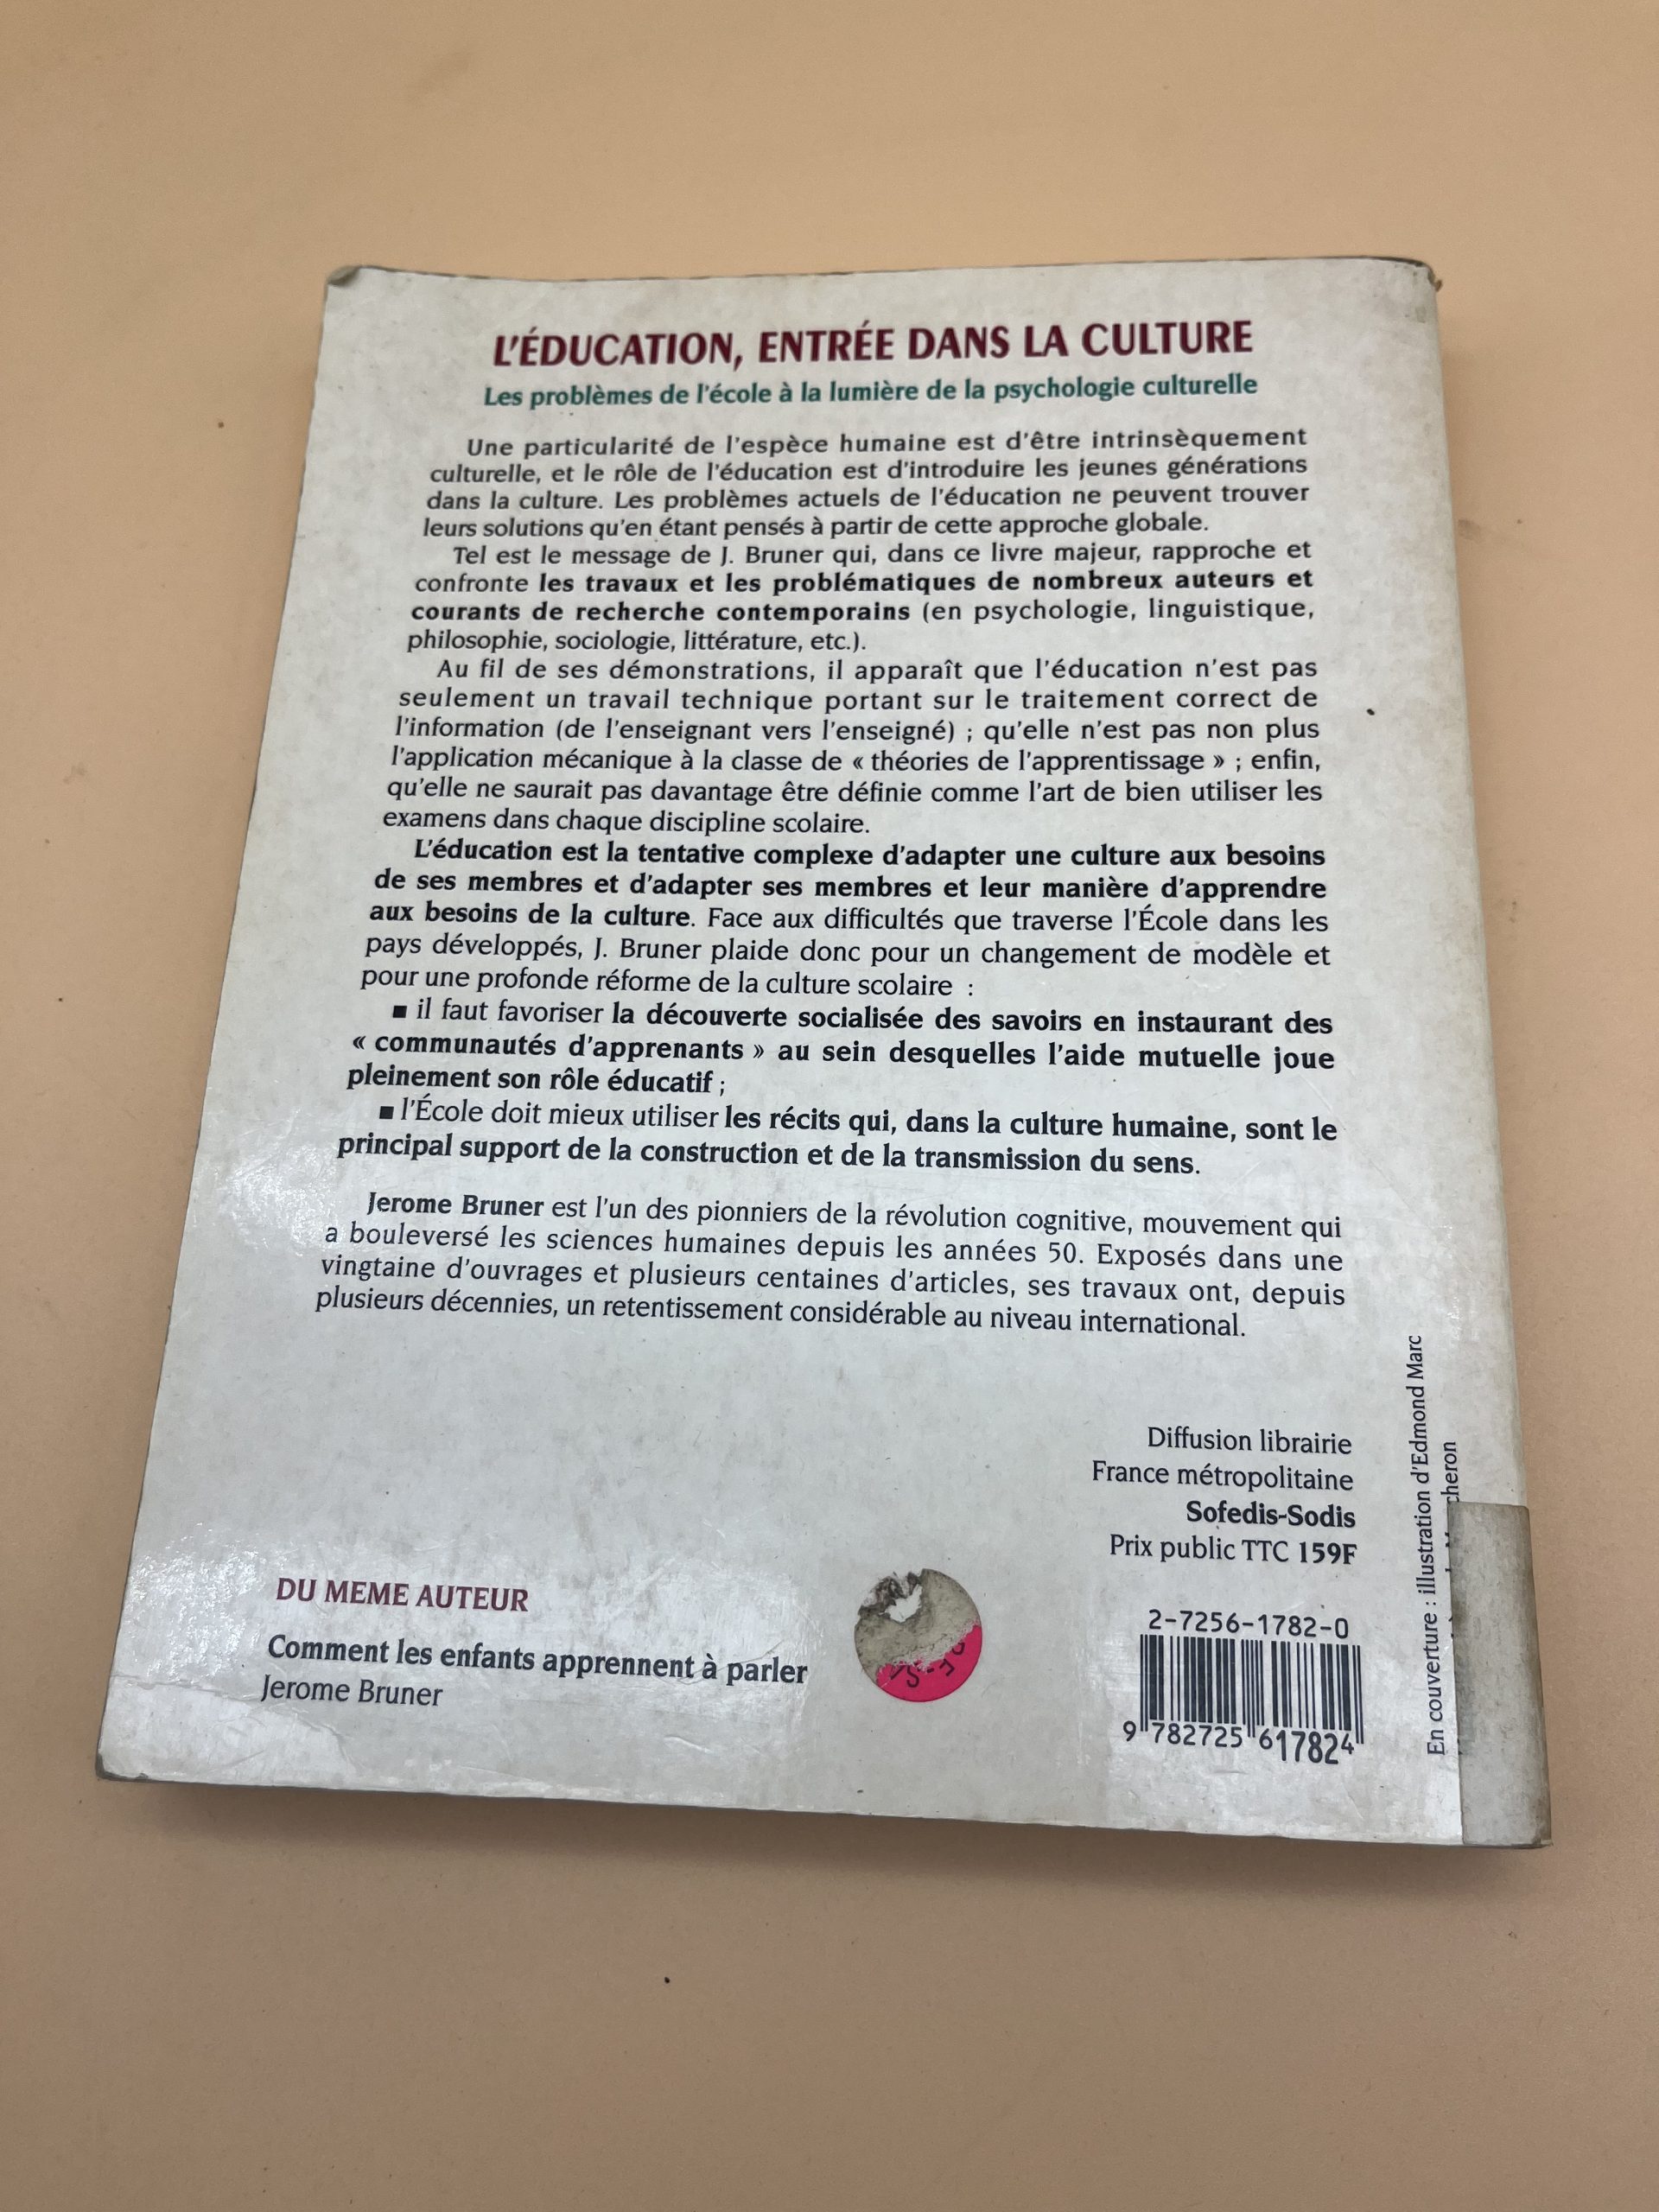 L'ÉDUCATION, ENTRÉE DANS LA CULTURE
Les problèmes de l'école à la lumière de la psychologie culturelle
Une particularité de l'espèce humaine est d'être intrinsèquement
culturelle, et le rôle de l'éducation est d'introduire les jeunes générations
dans la culture. Les problèmes actuels de l'éducation ne peuvent trouver
leurs solutions qu'en étant pensés à partir de cette approche globale.
Tel est le message de J. Bruner qui, dans ce livre majeur, rapproche et
confronte les travaux et les problématiques de nombreux auteurs et
courants de recherche contemporains (en psychologie, linguistique,
philosophie, sociologie, littérature, etc.).
Au fil de ses démonstrations, il apparaît que l'éducation n'est pas
seulement un travail technique portant sur le traitement correct de
l'information (de l'enseignant vers l'enseigné) ; qu'elle n'est pas non plus
l'application mécanique à la classe de « théories de l'apprentissage » ; enfin,
qu'elle ne saurait pas davantage être définie comme l'art de bien utiliser les
examens dans chaque discipline scolaire.
L'éducation est la tentative complexe d'adapter une culture aux besoins
de ses membres et d'adapter ses membres et leur manière d'apprendre
aux besoins de la culture. Face aux difficultés que traverse l'École dans les
pays développés, J. Bruner plaide donc pour un changement de modèle et
pour une profonde réforme de la culture scolaire :
■ il faut favoriser la découverte socialisée des savoirs en instaurant des
« communautés d'apprenants » au sein desquelles l'aide mutuelle joue
pleinement son rôle éducatif ;
■ l'École doit mieux utiliser les récits qui, dans la culture humaine, sont le
principal support de la construction et de la transmission du sens.
Jerome Bruner est l'un des pionniers de la révolution cognitive, mouvement qui
a bouleversé les sciences humaines depuis les années 50. Exposés dans une
vingtaine d'ouvrages et plusieurs centaines d'articles, ses travaux ont, depuis
plusieurs décennies, un retentissement considérable au niveau international.
Diffusion librairie
France métropolitaine
Sofedis-Sodis
Prix public TTC 159F
DU MEME AUTEUR
Comment les enfants apprennent à parler
Jerome Bruner
2-7256-1782-0
9 782725 617824
En couverture : illustration d'Edmond Marc